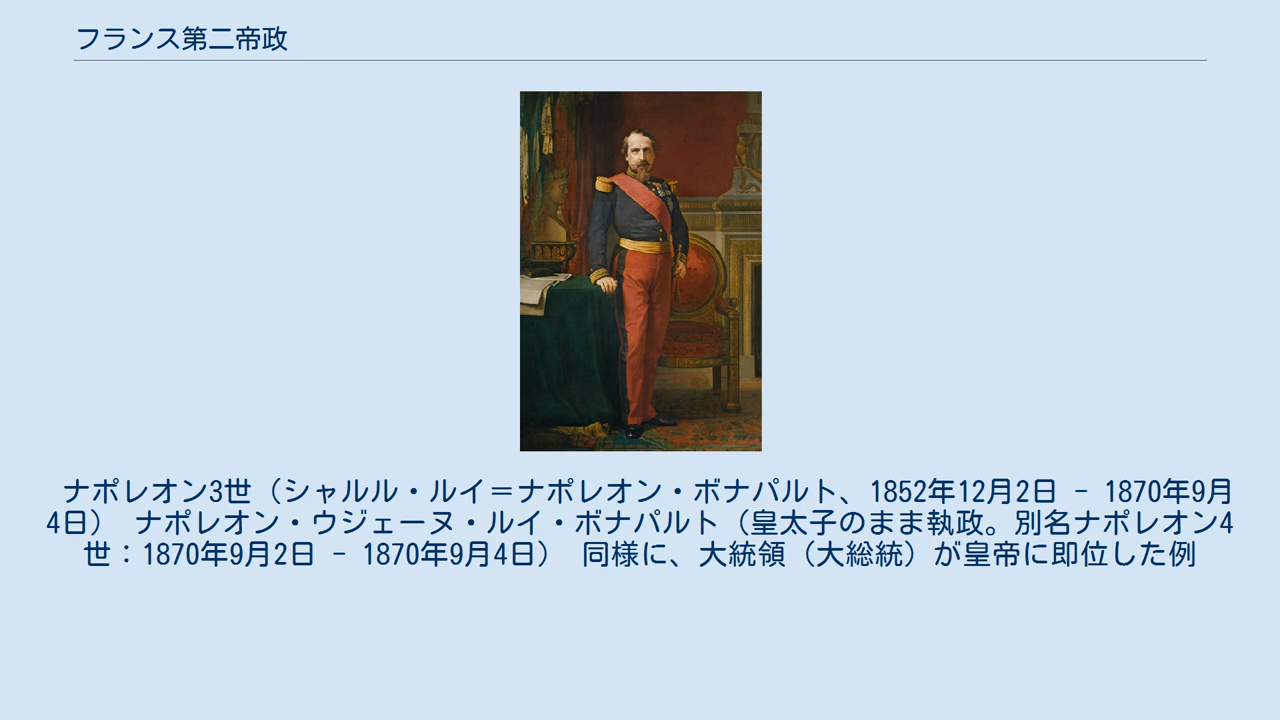 フランス第二帝政
ナポレオン3世（シャルル・ルイ＝ナポレオン・ボナパルト、1852年12月2日 - 1870年9月
4日） ナポレオン・ウジェーヌ・ルイ・ボナパルト（皇太子のまま執政。別名ナポレオン4
世：1870年9月2日 - 1870年9月4日） 同様に、大統領（大総統）が皇帝に即位した例